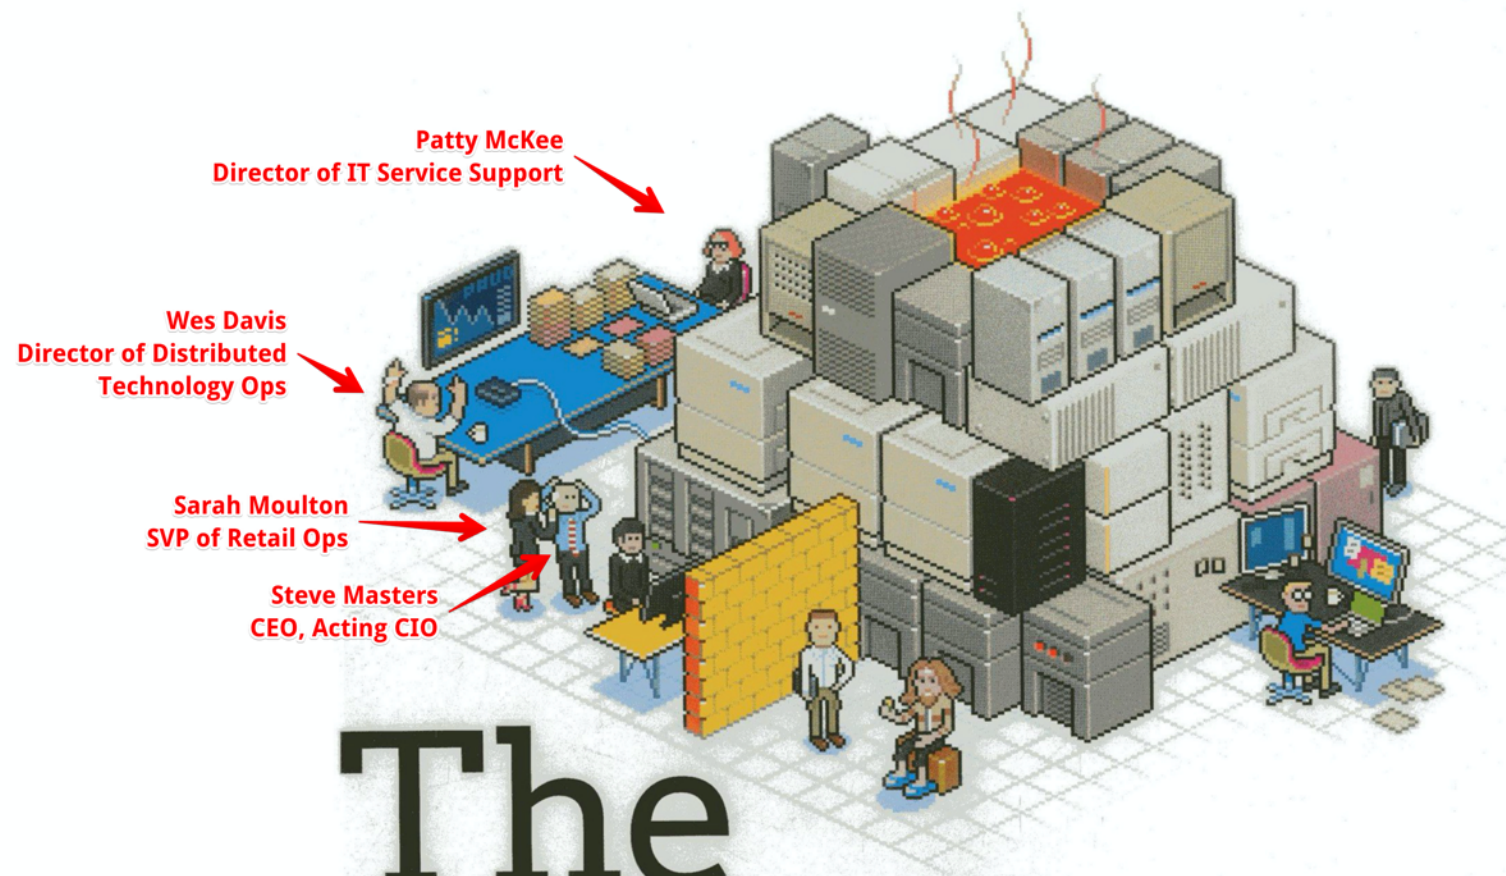 Patty McKee
Director of IT Service Support
Wes Davis
Director of Distributed
Technology Ops
Sarah Moulton
SVP of Retail Ops
Steve Masters
CEO, Acting CIO
The